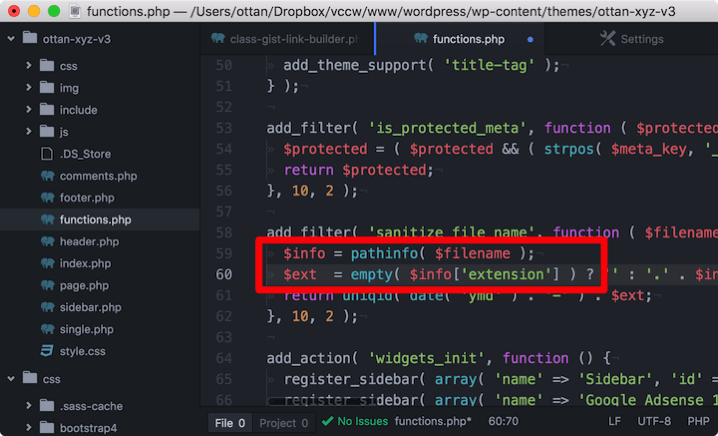 functions.php — /Users/ottan/Dropbox/vccw/www/wordpress/wp-content/themes/ottan-xyz-v3
ottan-xyz-v3
css
img
include
js
.DS_Store
comments.php
footer.php
functions.php
header.php
index.php
page.php
sidebar.php
single.php
style.css
css
.sass-cache
bootstrap4
class-gist-link-builder.ph
functions.php
Settings
50 » add_theme_support( 'title-tag' );¬
51 } );¬
52 ¬
53 add_filter( 'is_protected_meta', function ( $protected
54 » $protected = ( $protected && ( strpos( $meta_key, '_
55 » return $protected;¬
56 }, 10, 2 );¬
57 ¬
58 add_filter( 'sanitize_file_name', function ( $filename
59 » $info = pathinfo( $filename );¬
60 » $ext = empty( $info['extension'] ) ? '' : '.' . $in
61 » return uniqid( date( 'ymd' ) . '-' ) . $ext;¬
62 }, 10, 2 );¬
63 ¬
64 add_action( 'widgets_init', function () {¬
65 » register_sidebar( array( 'name' => 'Sidebar', 'id' =
66 » register_sidebar( array( 'name' => 'Google Adsense 1
File 0 Project 0 No Issues functions.php* 60:70 LF UTF-8 PHP